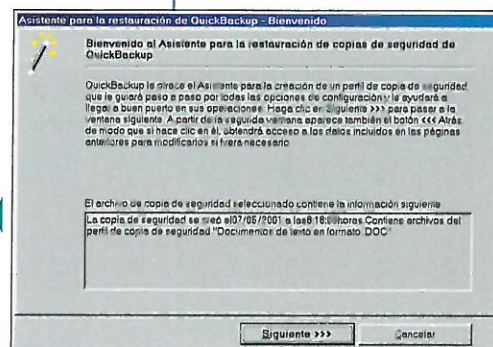 Asistente para la restauración de QuickBackup - Bienvenido
Bienvenido al Asistente para la restauración de copias de seguridad de
QuickBackup
QuickBackup le ofrece el Asistente para la creación de un perfil de copia de seguridad
que le guiará paso a paso por todas las opciones de configuración y le ayudará a
llegar a buen puerto en sus operaciones. Haga clic en Siguiente >>> para pasar a la
ventana siguiente. A partir de la segunda ventana aparece también el botón <<< Atrás
de modo que si hace clic en él, obtendrá acceso a los datos incluidos en las páginas
anteriores para modificarlos si fuera necesario
El archivo de copia de seguridad seleccionado contiene la información siguiente
La copia de seguridad se creó el07/05/2001 a las horas.Contiene archivos del
perfil de copia de seguridad "Documentos de texto en formato DOC"
Siguiente >>>
Cancelar